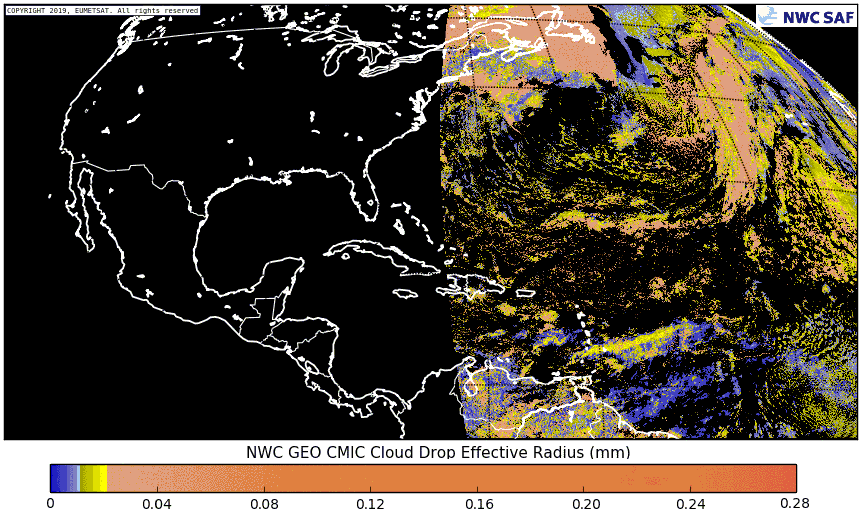 COPYRIGHT 2019, EUMETSAT. All rights reserved
NWC SAF
NWC GEO CMIC Cloud Drop Effective Radius (mm)
0 0.04 0.08 0.12 0.16 0.20 0.24 0.28